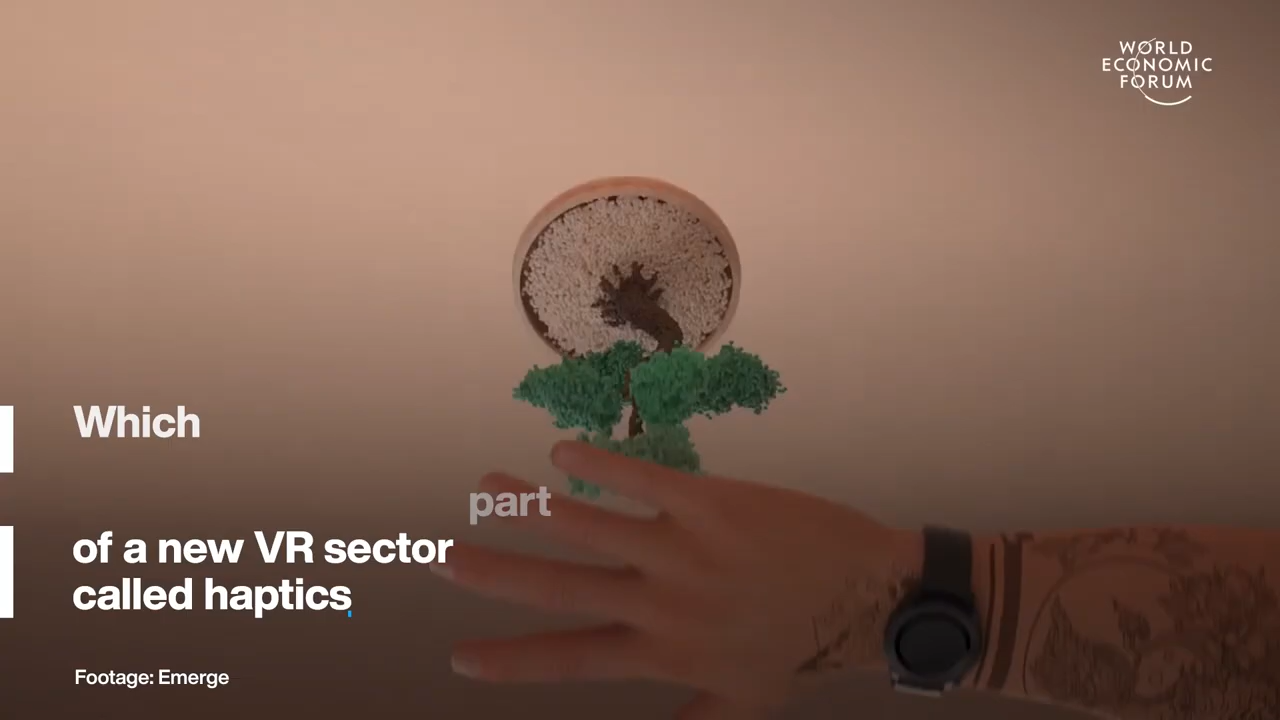 WORLD
ECONOMIC
FORUM
Which
part
of a new VR sector
called haptics
Footage: Emerge